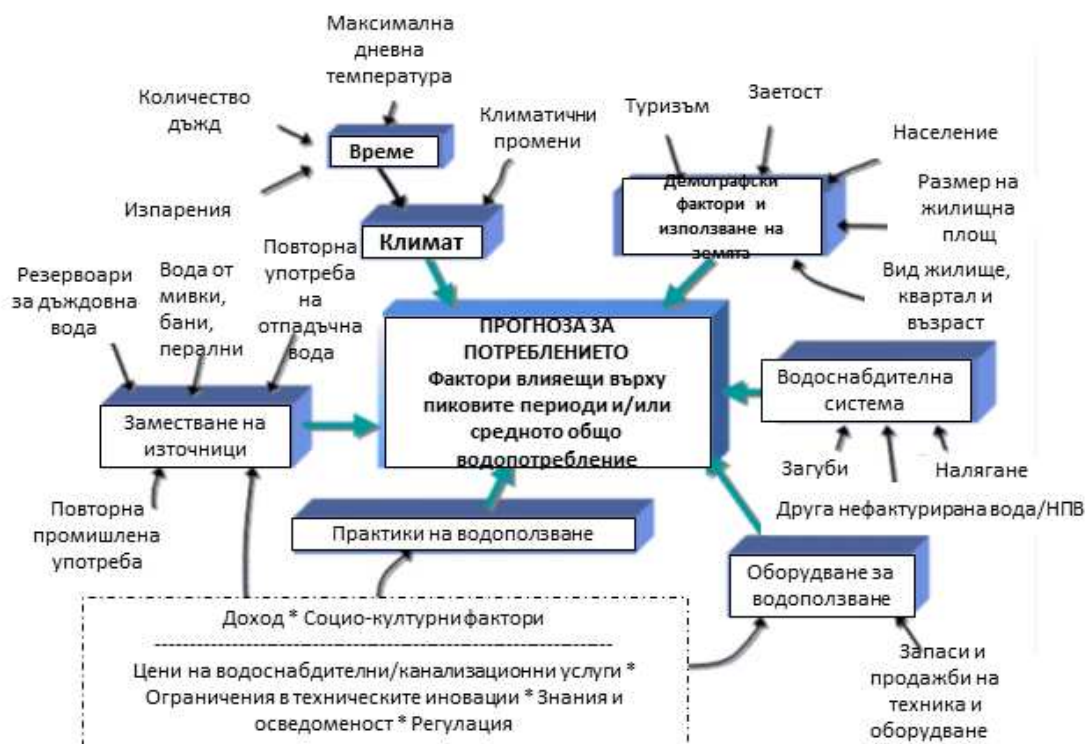 Максимална
дневна
температура
Количество
дъжд
Климатични
промени
Време
Изпарения
Климат
Туризъм
Заетост
Население
Демографски
фактори и
използване на
земята
Размер на
жилищна
площ
Вид жилище,
квартал и
възраст
Резервоари
за дъждовна
вода
Вода от
мивки,
бани,
перални
Повторна
употреба
на
отпадъчна
вода
ПРОГНОЗА ЗА
ПОТРЕБЛЕНИЕТО
Фактори влияещи върху
пиковите периоди и/или
средното общо
водопотребление
Водоснабдителна
система
Заместване на
източници
Загуби
Налягане
Друга нефактурирана вода/НПВ
Повторна
промишлена
употреба
Практики на водоползване
Оборудване за
водоползване
Доход * Социо-културни фактори
Цени на водоснабдителни/канализационни услуги *
Ограничения в техническите иновации * Знания и
осведоменост * Регулация
Запаси и
продажби на
техника и
оборудване